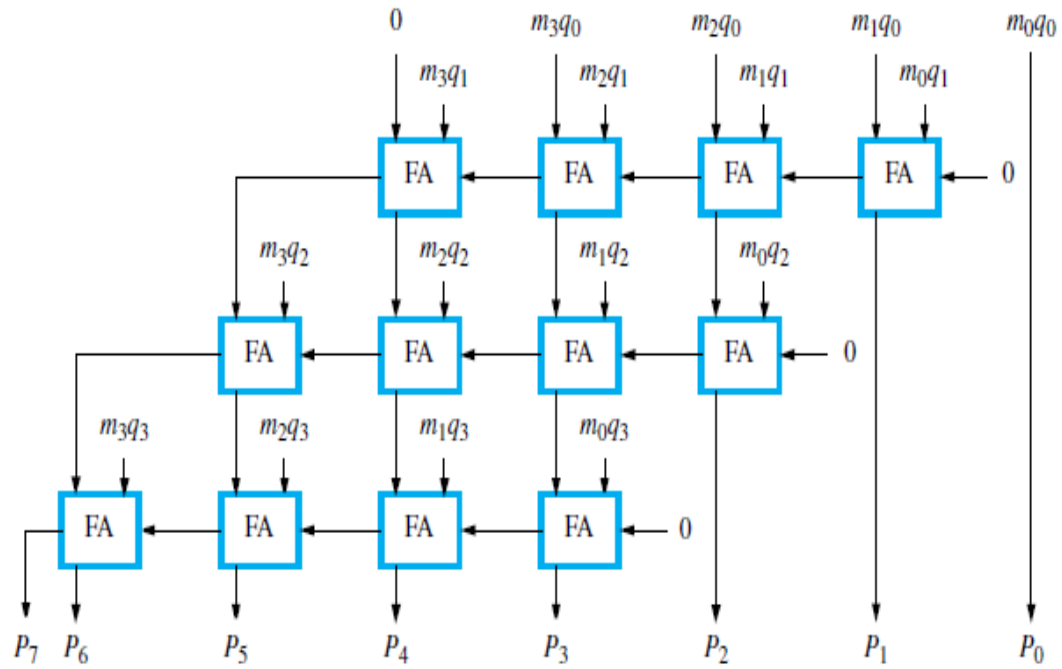 0 m₃q₀ m₂q₀ m₁q₀ m₀q₀
m₃q₁ m₂q₁ m₁q₁ m₀q₁
FA FA FA FA 0
m₃q₂ m₂q₂ m₁q₂ m₀q₂
FA FA FA FA 0
m₃q₃ m₂q₃ m₁q₃ m₀q₃
FA FA FA FA 0
P₇ P₆ P₅ P₄ P₃ P₂ P₁ P₀